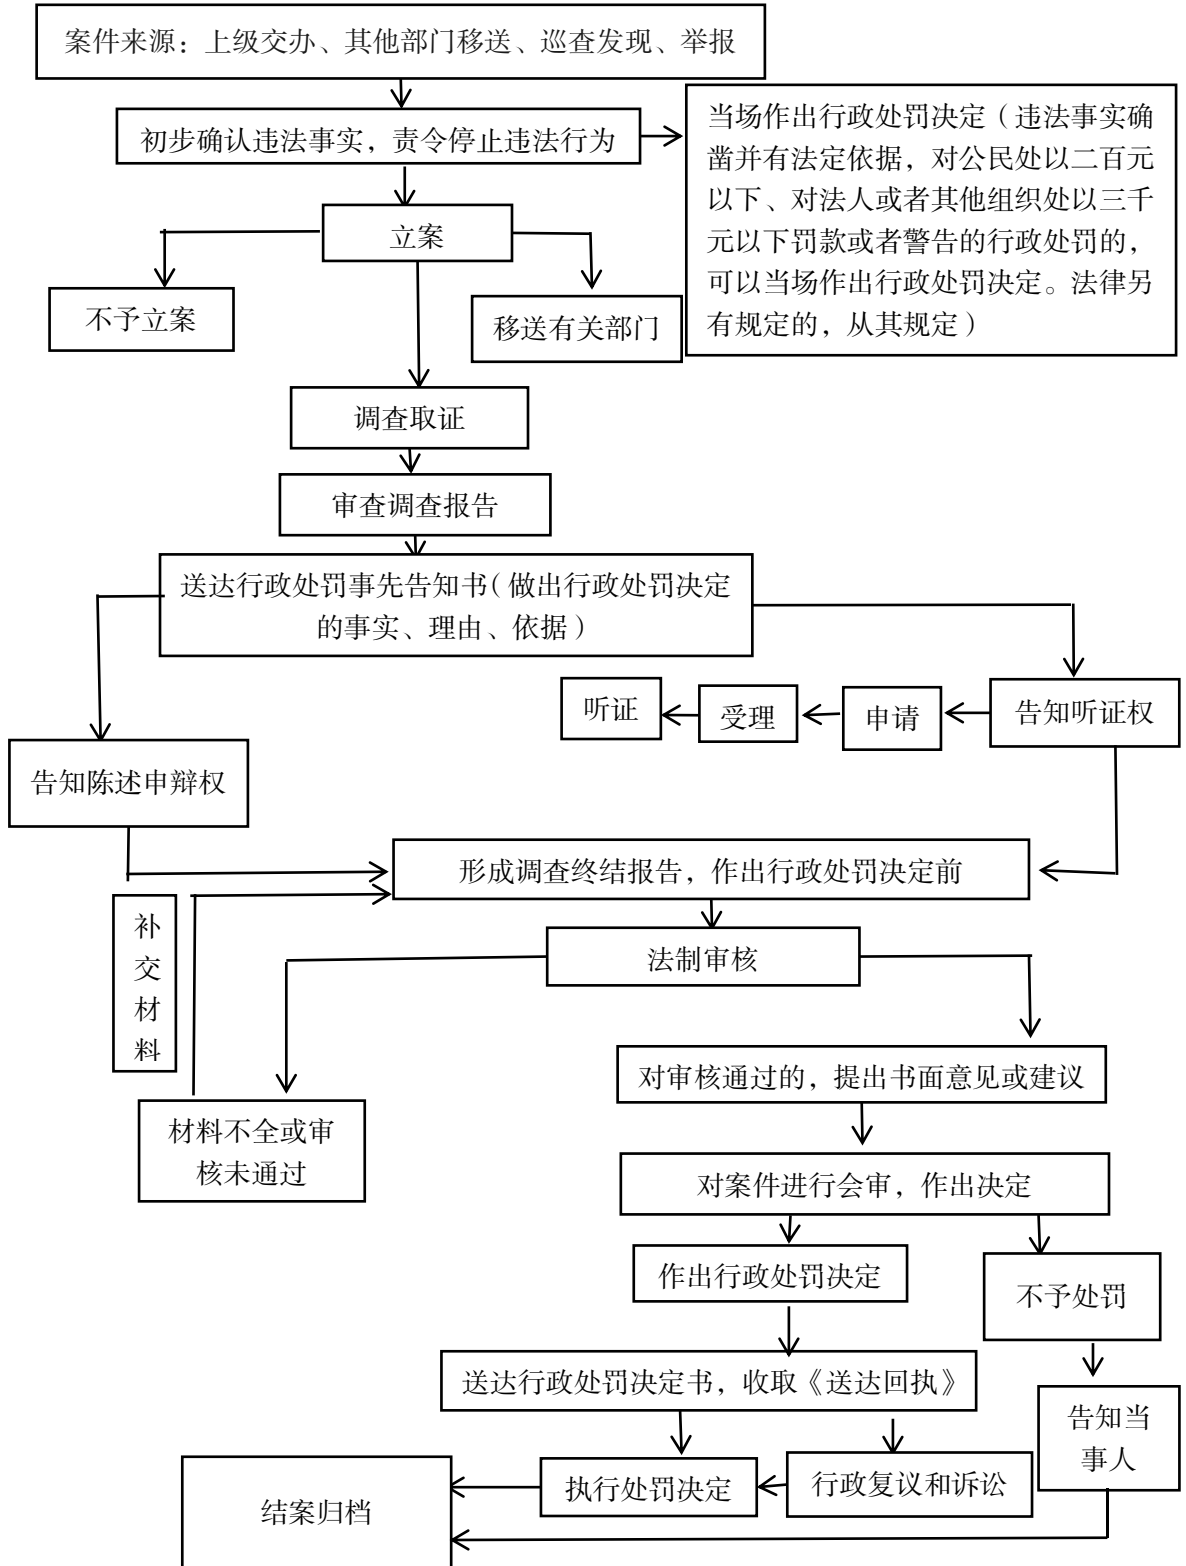 案件来源：上级交办、其他部门移送、巡查发现、举报
初步确认违法事实，责令停止违法行为
当场作出行政处罚决定（违法事实确
凿并有法定依据，对公民处以二百元
以下、对法人或者其他组织处以三千
元以下罚款或者警告的行政处罚的，
可以当场作出行政处罚决定。法律另
有规定的，从其规定）
立案
不予立案
移送有关部门
调查取证
审查调查报告
送达行政处罚事先告知书（做出行政处罚决定
的事实、理由、依据）
听证
受理
申请
告知听证权
告知陈述申辩权
形成调查终结报告，作出行政处罚决定前
补
交
材
料
法制审核
对审核通过的，提出书面意见或建议
材料不全或审
核未通过
对案件进行会审，作出决定
作出行政处罚决定
不予处罚
送达行政处罚决定书，收取《送达回执》
告知当
事人
执行处罚决定
行政复议和诉讼
结案归档